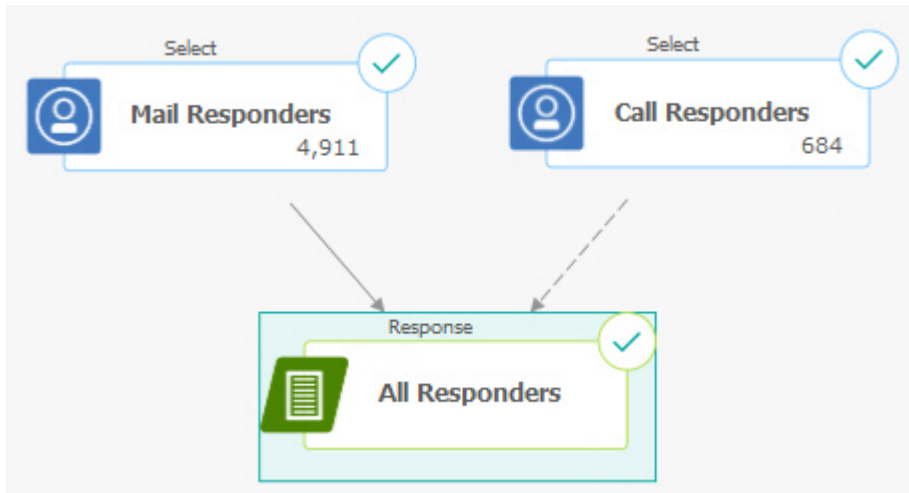 Select
Mail Responders
4,911
Select
Call Responders
684
Response
All Responders